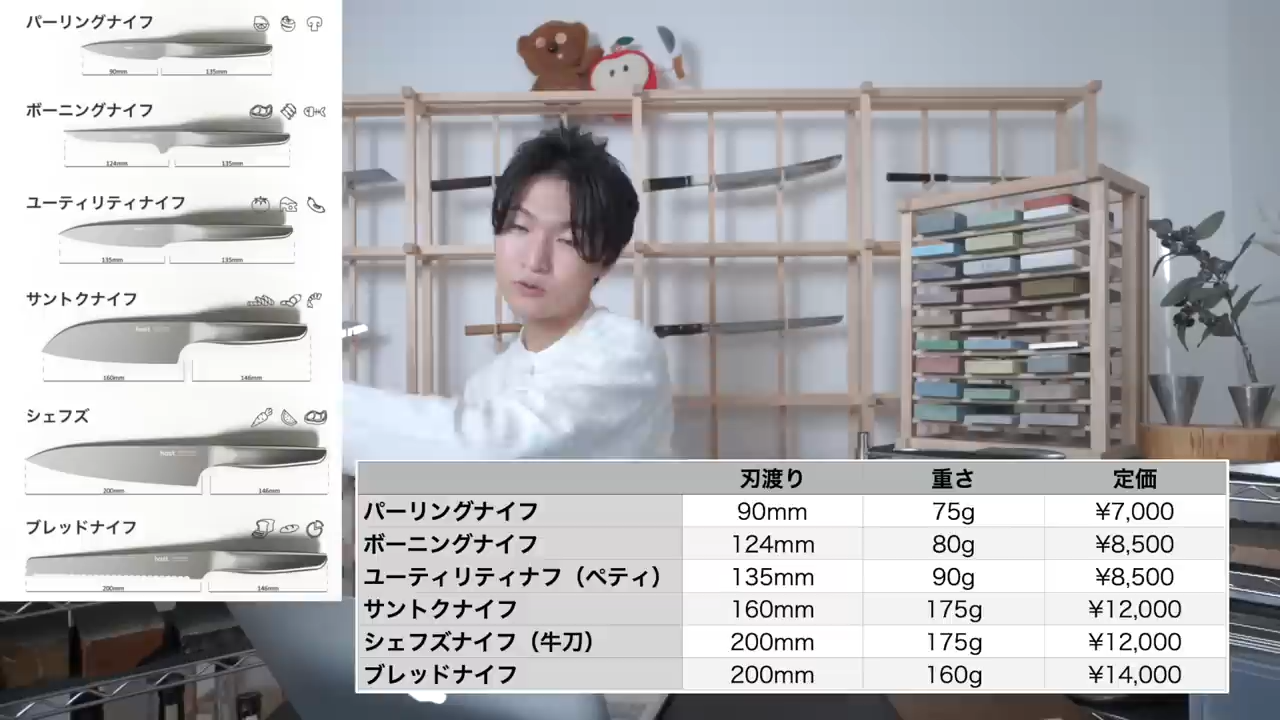 パーリングナイフ
90mm 135mm
ボーニングナイフ
124mm 135mm
ユーティリティナイフ
135mm 135mm
サントクナイフ
160mm 146mm
シェフズ
200mm 146mm
ブレッドナイフ
200mm 146mm
刃渡り 重さ 定価
パーリングナイフ 90mm 75g ¥7,000
ボーニングナイフ 124mm 80g ¥8,500
ユーティリティナフ（ペティ） 135mm 90g ¥8,500
サントクナイフ 160mm 175g ¥12,000
シェフズナイフ（牛刀） 200mm 175g ¥12,000
ブレッドナイフ 200mm 160g ¥14,000